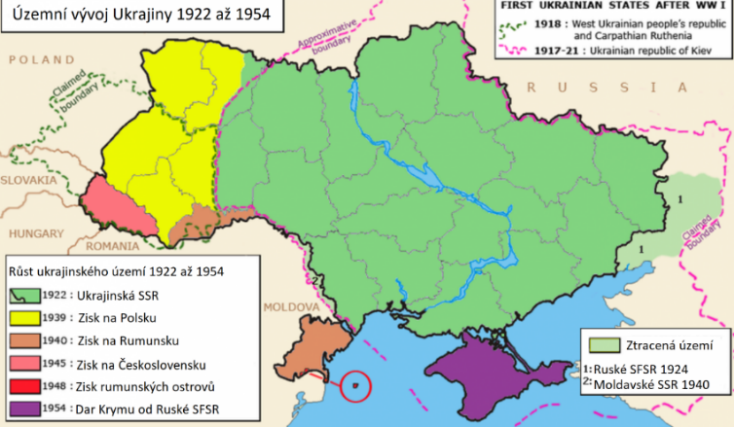 Územní vývoj Ukrajiny 1922 až 1954
FIRST UKRAINIAN STATES AFTER WW I
1918 : West Ukrainian people's republic
and Carpathian Ruthenia
1917-21 : Ukrainian republic of Kiev
Approximative
boundary
POLAND
Claimed
boundary
RUSSIA
SLOVAKIA
HUNGARY
ROMANIA
1
1
Claimed
boundary
2
MOLDOVA
Růst ukrajinského území 1922 až 1954
1922 : Ukrajinská SSR
1939 : Zisk na Polsku
1940 : Zisk na Rumunsku
1945 : Zisk na Československu
1948 : Zisk rumunských ostrovů
1954 : Dar Krymu od Ruské SFSR
Ztracená území
1: Ruské SFSR 1924
2: Moldavské SSR 1940